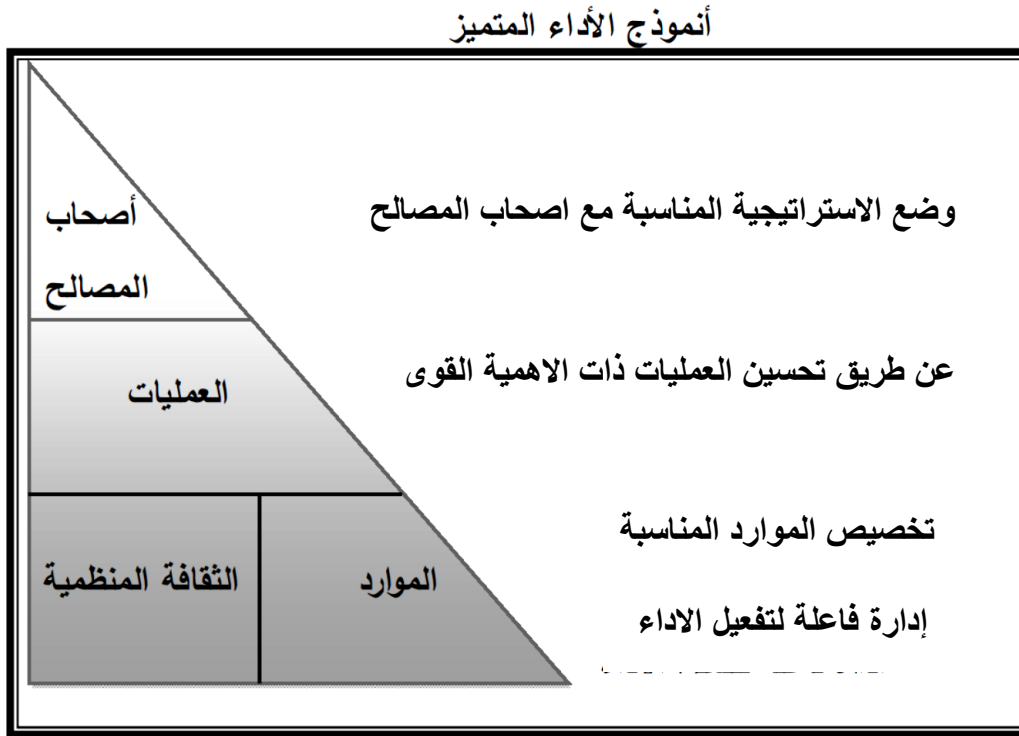 أنموذج الأداء المتميز
وضع الاستراتيجية المناسبة مع اصحاب المصالح
أصحاب
المصالح
عن طريق تحسين العمليات ذات الاهمية القوى
العمليات
تخصيص الموارد المناسبة
الموارد
الثقافة المنظمية
إدارة فاعلة لتفعيل الاداء